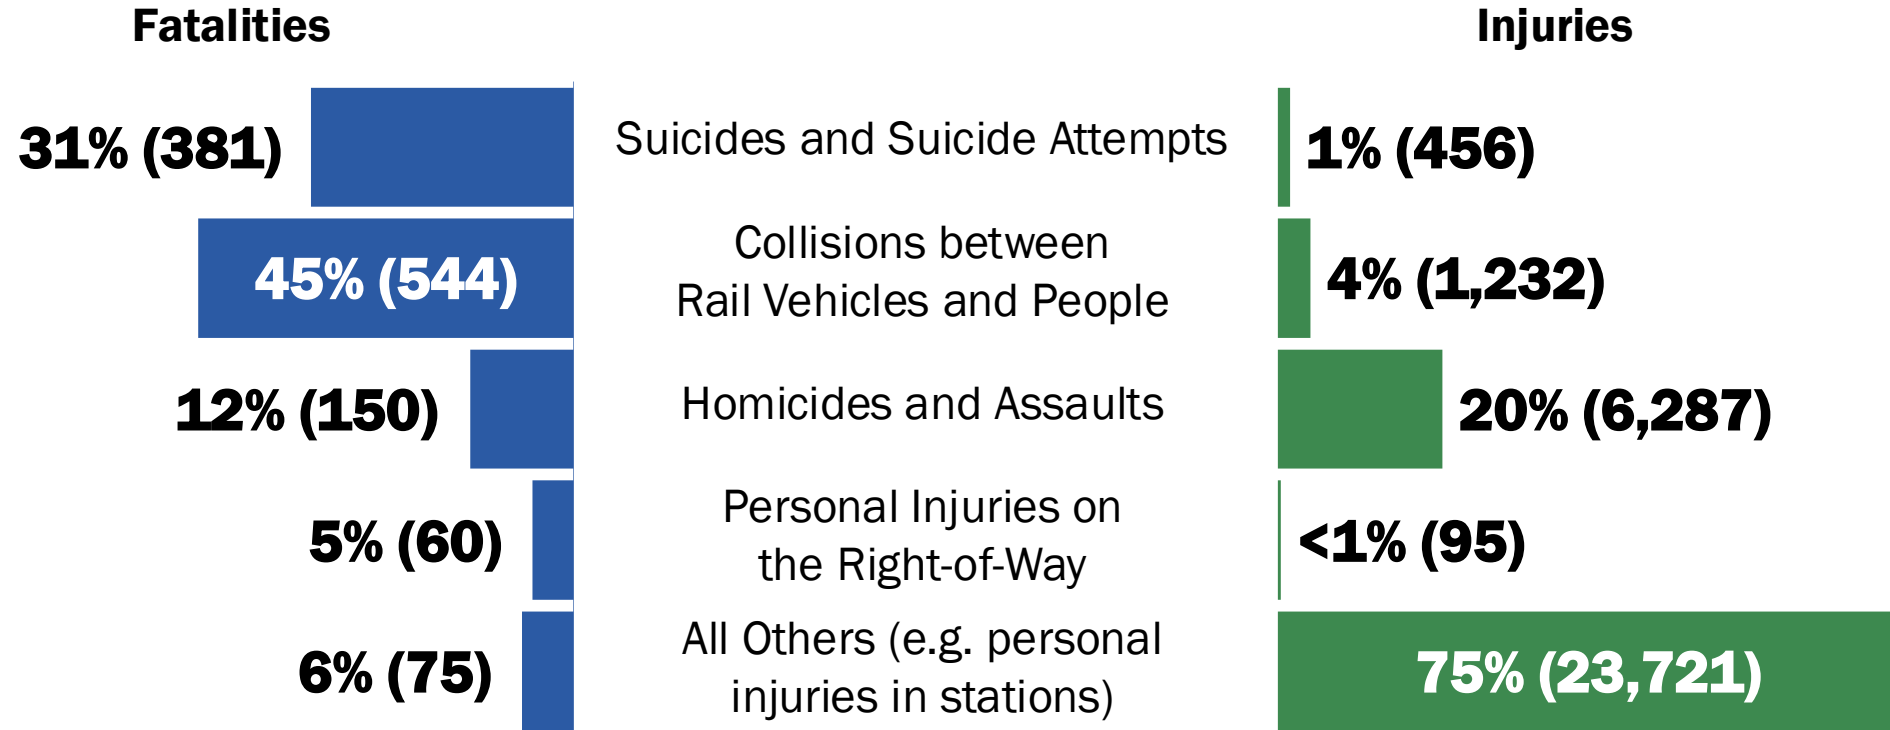 Fatalities
Injuries
31% (381)
Suicides and Suicide Attempts
1% (456)
45% (544)
Collisions between
Rail Vehicles and People
4% (1,232)
12% (150)
Homicides and Assaults
20% (6,287)
5% (60)
Personal Injuries on
the Right-of-Way
<1% (95)
6% (75)
All Others (e.g. personal
injuries in stations)
75% (23,721)